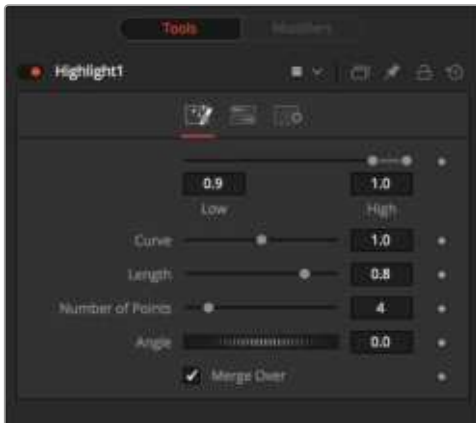 Tools Modifiers
Highlight1
0.9 1.0
Low High
Curve 1.0
Length 0.8
Number of Points 4
Angle 0.0
Merge Over